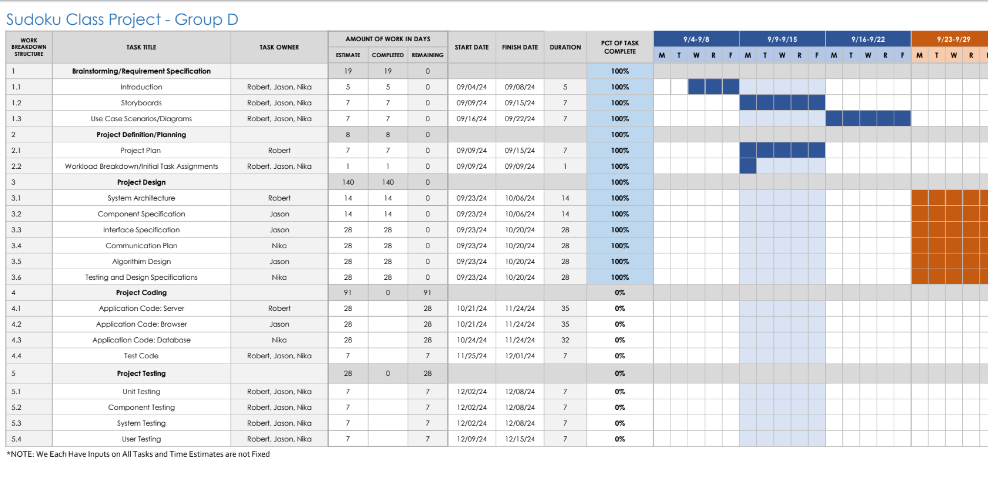 Sudoku Class Project - Group D
WORK BREAKDOWN STRUCTURE TASK TITLE TASK OWNER AMOUNT OF WORK IN DAYS START DATE FINISH DATE DURATION PCT OF TASK COMPLETE 9/4-9/8 9/9-9/15 9/16-9/22 9/23-9/29
ESTIMATE COMPLETED REMAINING M T W R F M T W R F M T W R F M T W R
1 Brainstorming/Requirement Specification 19 19 0 100%
1.1 Introduction Robert, Jason, Nika 5 5 0 09/04/24 09/08/24 5 100%
1.2 Storyboards Robert, Jason, Nika 7 7 0 09/09/24 09/15/24 7 100%
1.3 Use Case Scenarios/Diagrams Robert, Jason, Nika 7 7 0 09/16/24 09/22/24 7 100%
2 Project Definition/Planning 8 8 0 100%
2.1 Project Plan Robert 7 7 0 09/09/24 09/15/24 7 100%
2.2 Workload Breakdown/Initial Task Assignments Robert, Jason, Nika 1 1 0 09/09/24 09/09/24 1 100%
3 Project Design 140 140 0 100%
3.1 System Architecture Robert 14 14 0 09/23/24 10/06/24 14 100%
3.2 Component Specification Jason 14 14 0 09/23/24 10/06/24 14 100%
3.3 Interface Specification Jason 28 28 0 09/23/24 10/20/24 28 100%
3.4 Communication Plan Nika 28 28 0 09/23/24 10/20/24 28 100%
3.5 Algorithim Design Jason 28 28 0 09/23/24 10/20/24 28 100%
3.6 Testing and Design Specifications Nika 28 28 0 09/23/24 10/20/24 28 100%
4 Project Coding 91 0 91 0%
4.1 Application Code: Server Robert 28 28 10/21/24 11/24/24 35 0%
4.2 Application Code: Browser Jason 28 28 10/21/24 11/24/24 35 0%
4.3 Application Code: Database Nika 28 28 10/24/24 11/24/24 32 0%
4.4 Test Code Robert, Jason, Nika 7 7 11/25/24 12/01/24 7 0%
5 Project Testing 28 0 28 0%
5.1 Unit Testing Robert, Jason, Nika 7 7 12/02/24 12/08/24 7 0%
5.2 Component Testing Robert, Jason, Nika 7 7 12/02/24 12/08/24 7 0%
5.3 System Testing Robert, Jason, Nika 7 7 12/02/24 12/08/24 7 0%
5.4 User Testing Robert, Jason, Nika 7 7 12/09/24 12/15/24 7 0%
*NOTE: We Each Have Inputs on All Tasks and Time Estimates are not Fixed